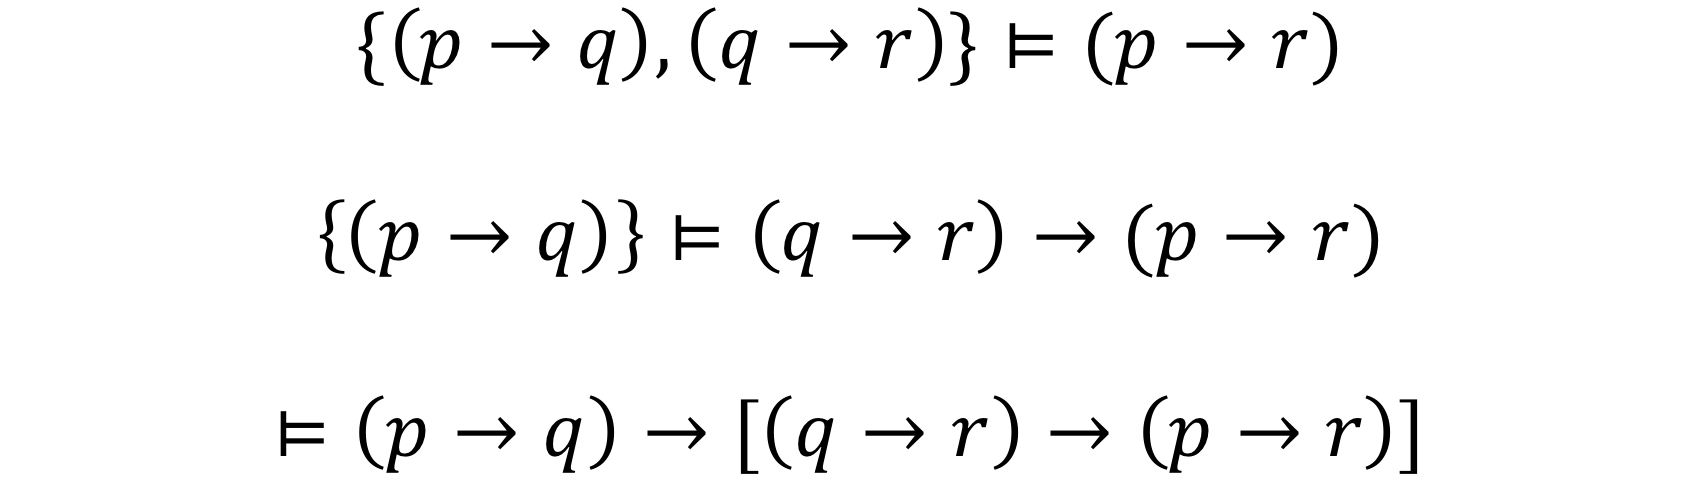 {(p → q), (q → r)} ⊨ (p → r)
{(p → q)} ⊨ (q → r) → (p → r)
⊨ (p → q) → [(q → r) → (p → r)]